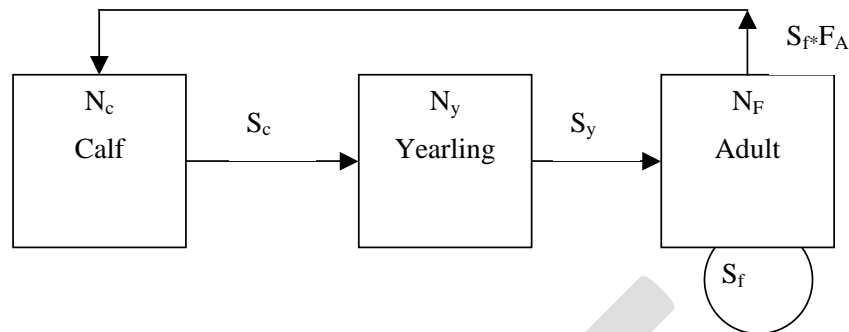 S_f*F_A
N_c
Calf
S_c
N_y
Yearling
S_y
N_F
Adult
S_f